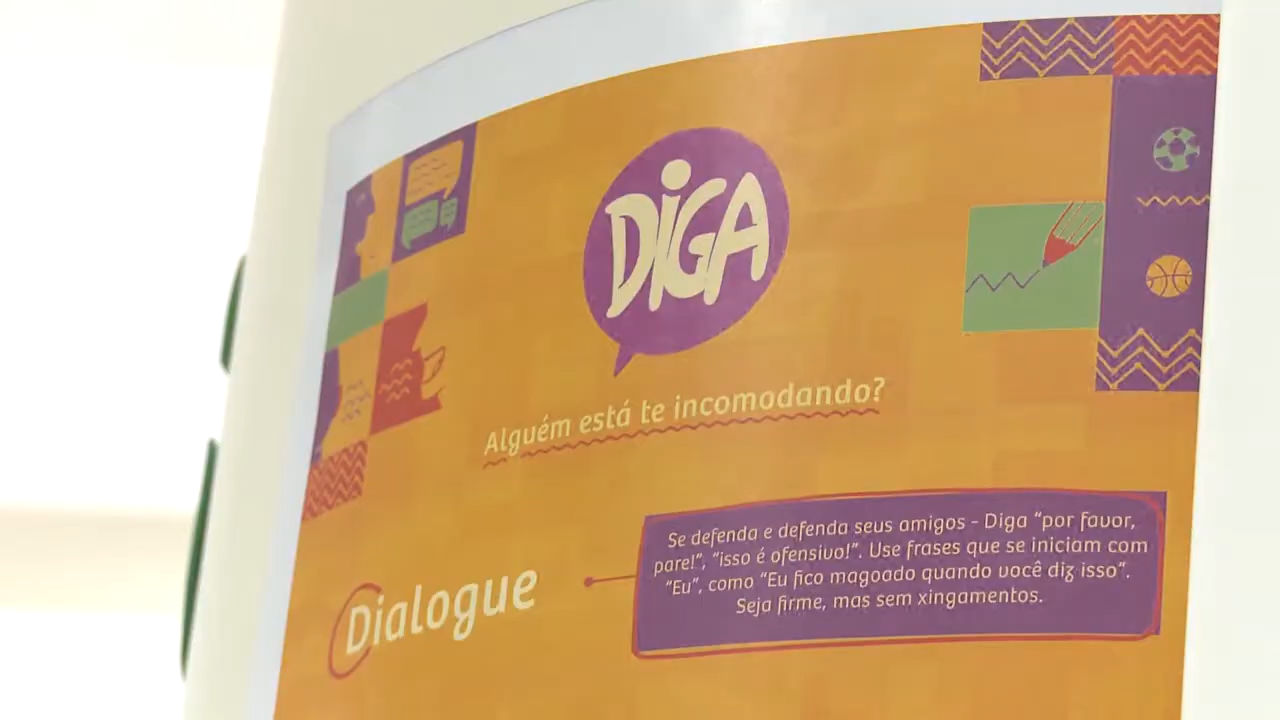 DiGA
Alguém está te incomodando?
Dialogue
Se defenda e defenda seus amigos - Diga “por favor,
pare!”, “isso é ofensivo!”. Use frases que se iniciam com
“Eu”, como “Eu fico magoado quando você diz isso”.
Seja firme, mas sem xingamentos.